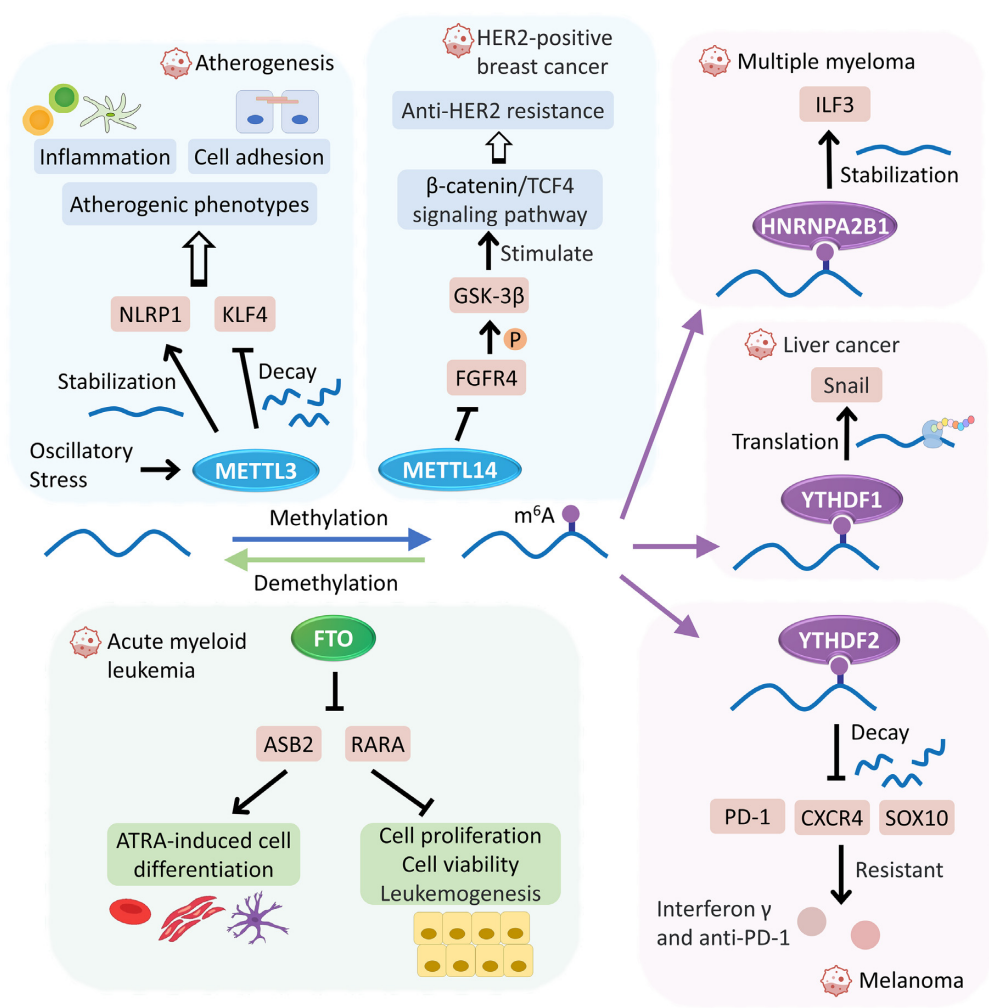 Atherogenesis
Inflammation
Cell adhesion
Atherogenic phenotypes
NLRP1
KLF4
Stabilization
Decay
Oscillatory
Stress
METTL3
HER2-positive
breast cancer
Anti-HER2 resistance
β-catenin/TCF4
signaling pathway
Stimulate
GSK-3β
P
FGFR4
METTL14
Multiple myeloma
ILF3
Stabilization
HNRNPA2B1
Liver cancer
Snail
Translation
YTHDF1
Methylation
Demethylation
m⁶A
Acute myeloid
leukemia
FTO
ASB2
RARA
ATRA-induced cell
differentiation
Cell proliferation
Cell viability
Leukemogenesis
YTHDF2
Decay
PD-1
CXCR4
SOX10
Resistant
Interferon γ
and anti-PD-1
Melanoma